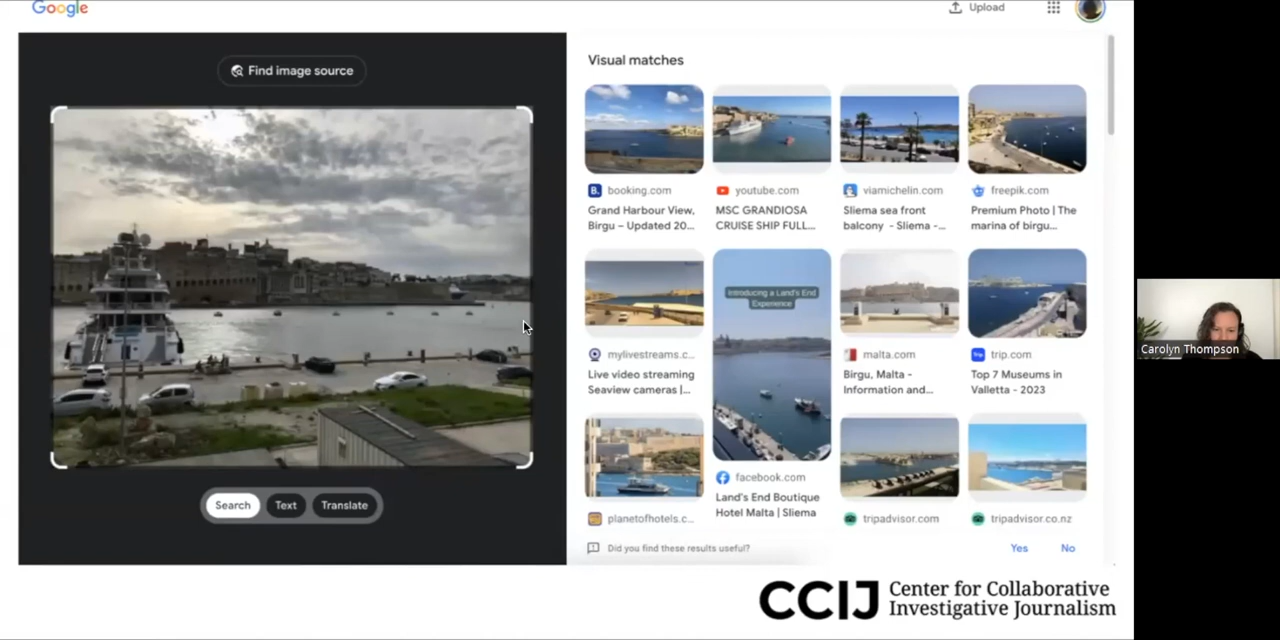 Google
Upload
Find image source
Search
Text
Translate
Visual matches
booking.com
Grand Harbour View,
Birgu – Updated 20...
youtube.com
MSC GRANDIOSA
CRUISE SHIP FULL...
viamichelin.com
Sliema sea front
balcony - Sliema -...
freepik.com
Premium Photo | The
marina of birgu...
mylivestreams.c...
Live video streaming
Seaview cameras |...
Introducing a Land's End
Experience
facebook.com
Land's End Boutique
Hotel Malta | Sliema
malta.com
Birgu, Malta -
Information and...
trip.com
Top 7 Museums in
Valletta - 2023
planetofhotels.c...
tripadvisor.com
tripadvisor.co.nz
Did you find these results useful?
Yes
No
CCIJ
Center for Collaborative
Investigative Journalism
Carolyn Thompson